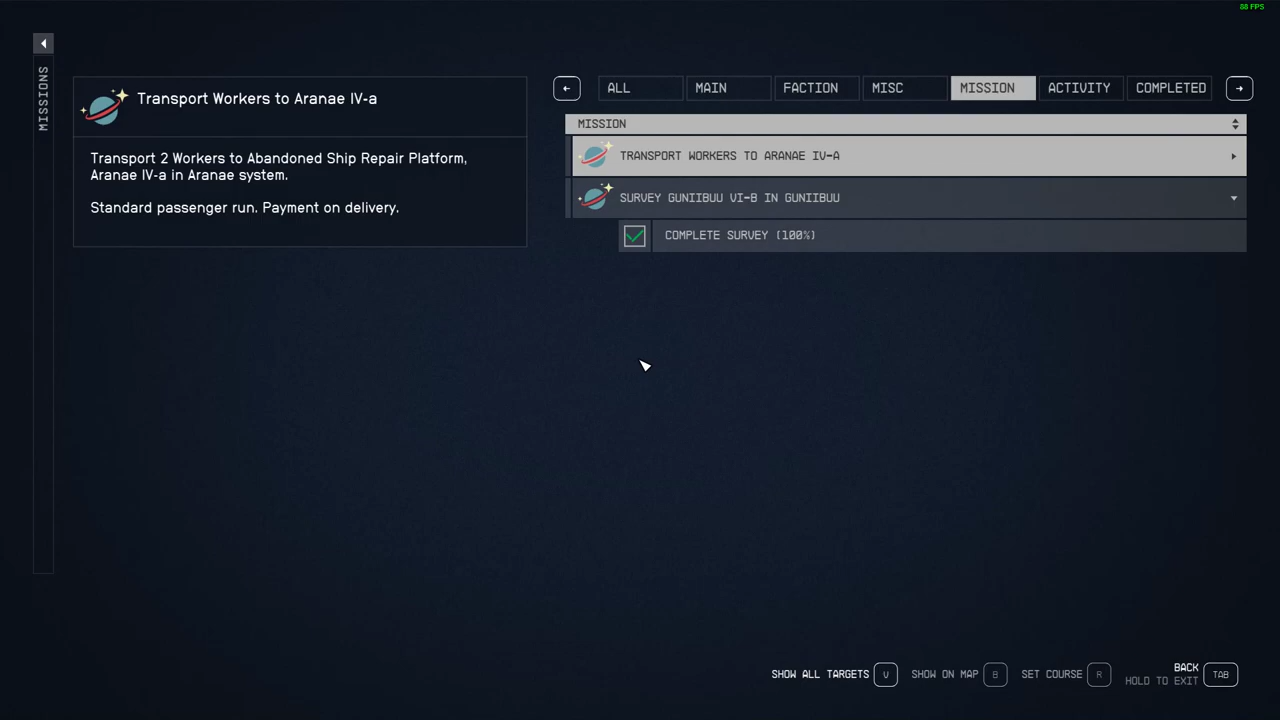 88 FPS
MISSIONS
Transport Workers to Aranae IV-a
Transport 2 Workers to Abandoned Ship Repair Platform,
Aranae IV-a in Aranae system.
Standard passenger run. Payment on delivery.
ALL
MAIN
FACTION
MISC
MISSION
ACTIVITY
COMPLETED
MISSION
TRANSPORT WORKERS TO ARANAE IV-A
SURVEY GUNIIBUU VI-B IN GUNIIBUU
COMPLETE SURVEY (100%)
SHOW ALL TARGETS V
SHOW ON MAP B
SET COURSE R
BACK
HOLD TO EXIT
TAB